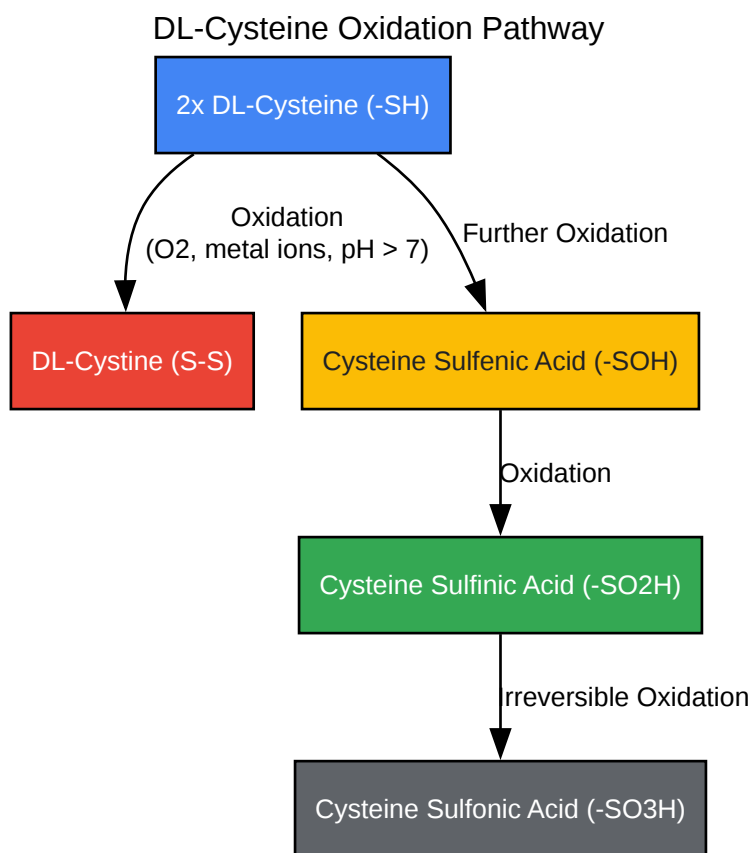 DL-Cysteine Oxidation Pathway
2x DL-Cysteine (-SH)
Oxidation
(O2, metal ions, pH > 7)
Further Oxidation
DL-Cystine (S-S)
Cysteine Sulfenic Acid (-SOH)
Oxidation
Cysteine Sulfinic Acid (-SO2H)
Irreversible Oxidation
Cysteine Sulfonic Acid (-SO3H)